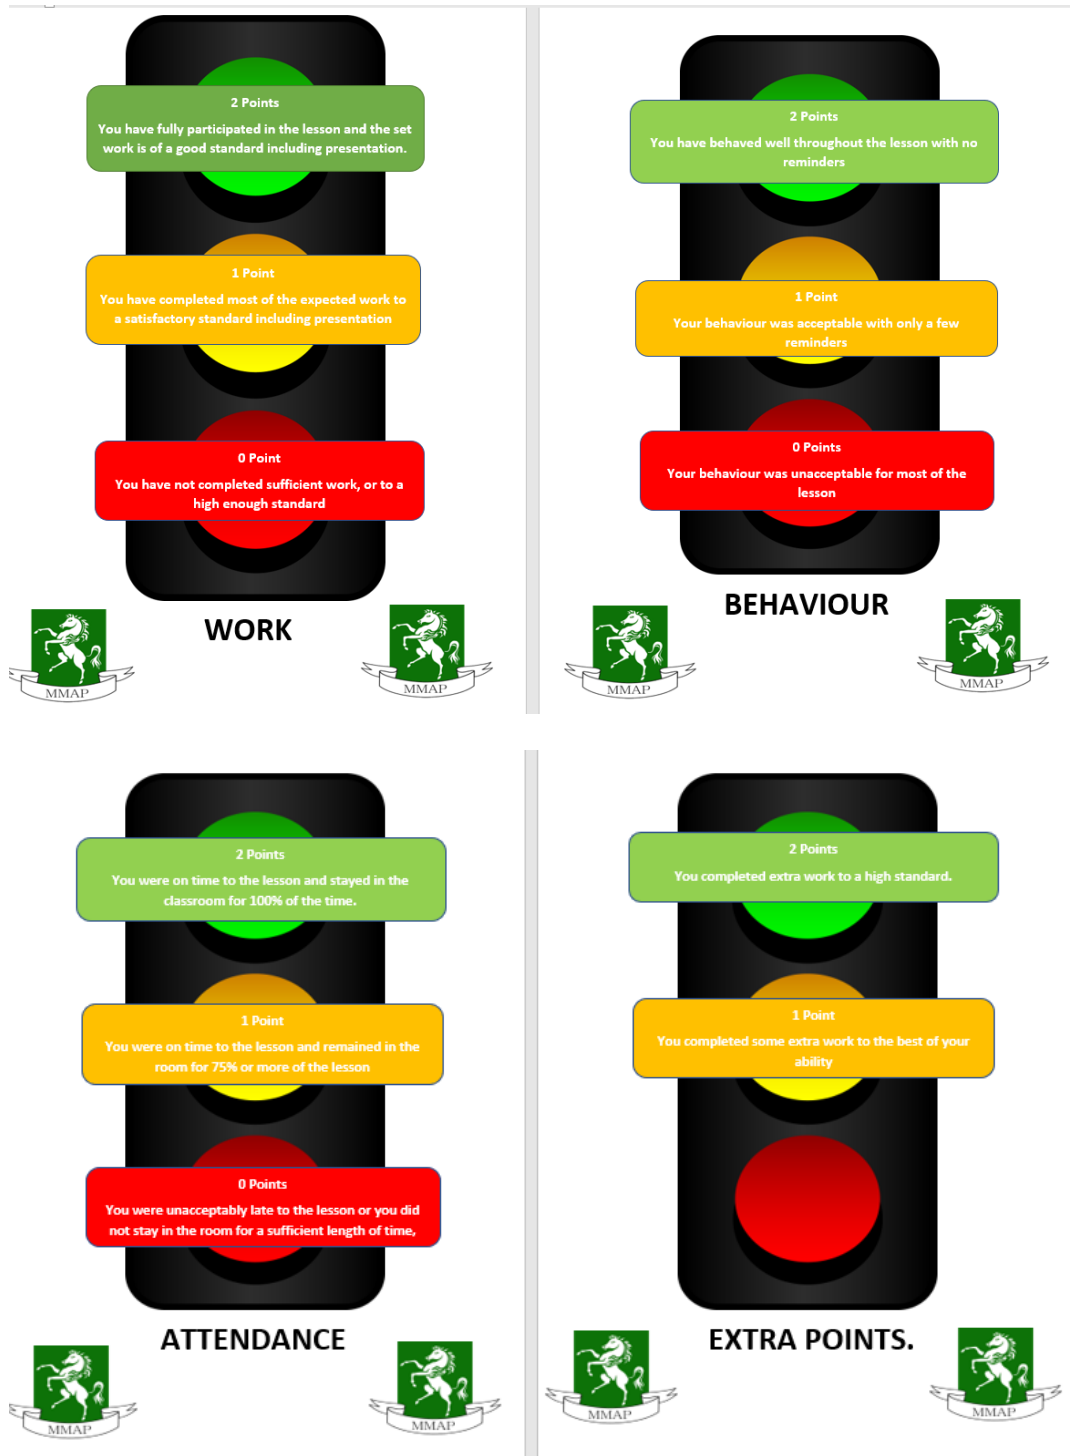 2 Points
You have fully participated in the lesson and the set
work is of a good standard including presentation.
1 Point
You have completed most of the expected work to
a satisfactory standard including presentation
0 Point
You have not completed sufficient work, or to a
high enough standard
WORK
MMAP
MMAP
2 Points
You have behaved well throughout the lesson with no
reminders
1 Point
Your behaviour was acceptable with only a few
reminders
0 Points
Your behaviour was unacceptable for most of the
lesson
BEHAVIOUR
MMAP
MMAP
2 Points
You were on time to the lesson and stayed in the
classroom for 100% of the time.
1 Point
You were on time to the lesson and remained in the
room for 75% or more of the lesson
0 Points
You were unacceptably late to the lesson or you did
not stay in the room for a sufficient length of time,
ATTENDANCE
MMAP
MMAP
2 Points
You completed extra work to a high standard.
1 Point
You completed some extra work to the best of your
ability
EXTRA POINTS.
MMAP
MMAP